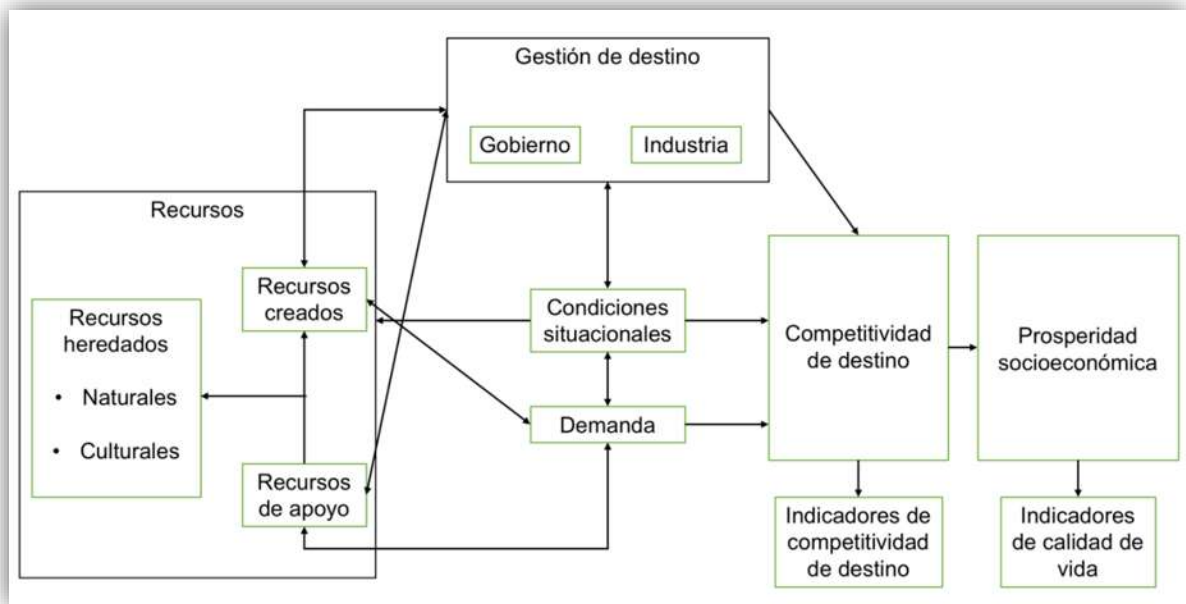 Gestión de destino
Gobierno
Industria
Recursos
Recursos
creados
Recursos
heredados
• Naturales
• Culturales
Recursos
de apoyo
Condiciones
situacionales
Demanda
Competitividad
de destino
Prosperidad
socioeconómica
Indicadores de
competitividad
de destino
Indicadores
de calidad de
vida